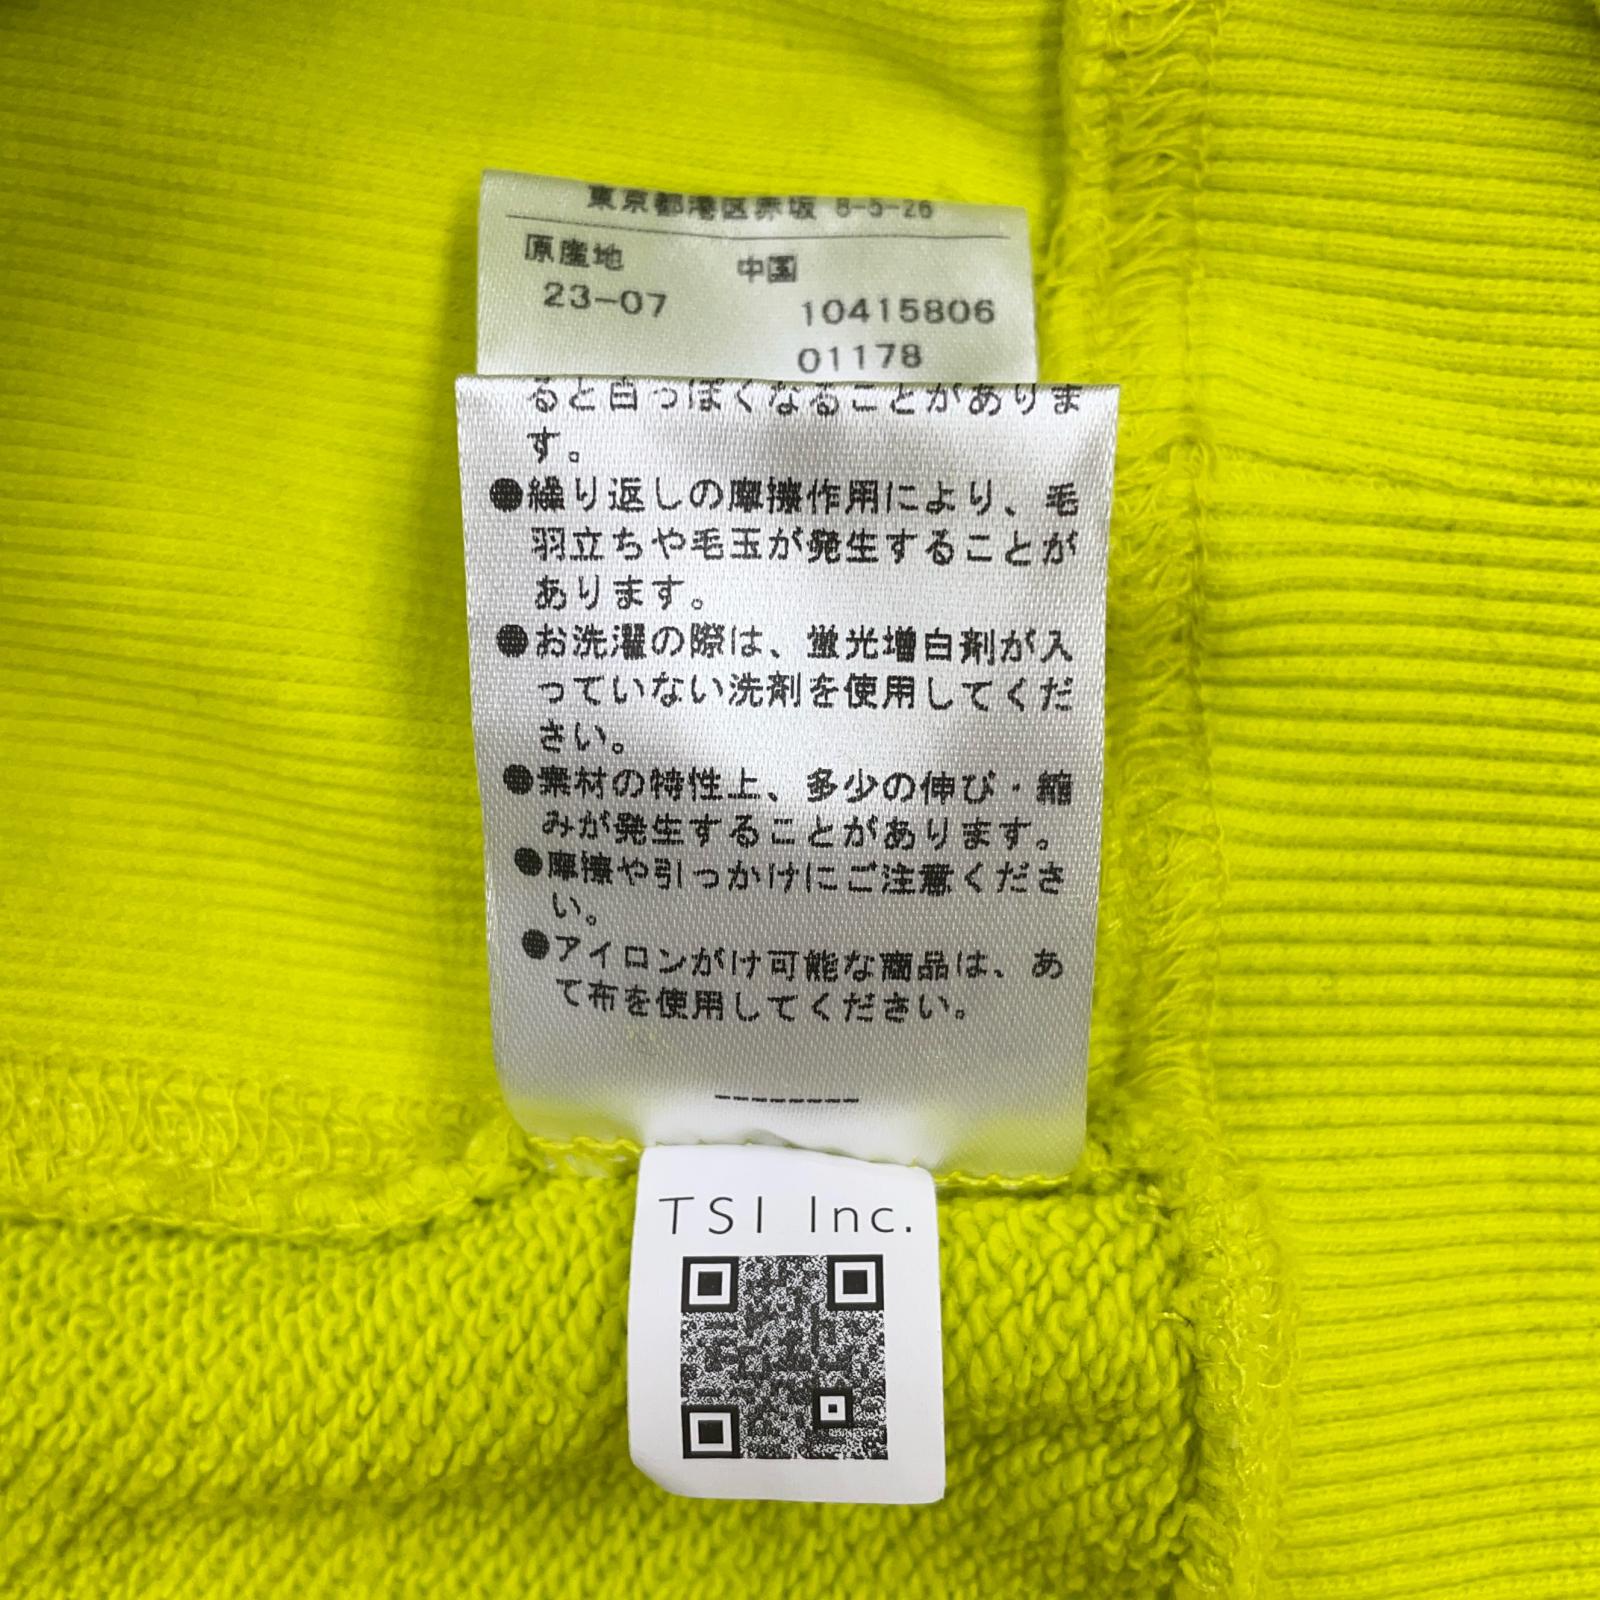 東京都港区赤坂 8-5-26
原産地 中国
23-07 10415806
01178
ると白っぽくなることがありま
す。
●繰り返しの摩擦作用により、毛
羽立ちや毛玉が発生することが
あります。
●お洗濯の際は、蛍光増白剤が入
っていない洗剤を使用してくだ
さい。
●素材の特性上、多少の伸び・縮
みが発生することがあります。
●摩擦や引っかけにご注意くださ
い。
●アイロンがけ可能な商品は、あ
て布を使用してください。
--------
TSI Inc.